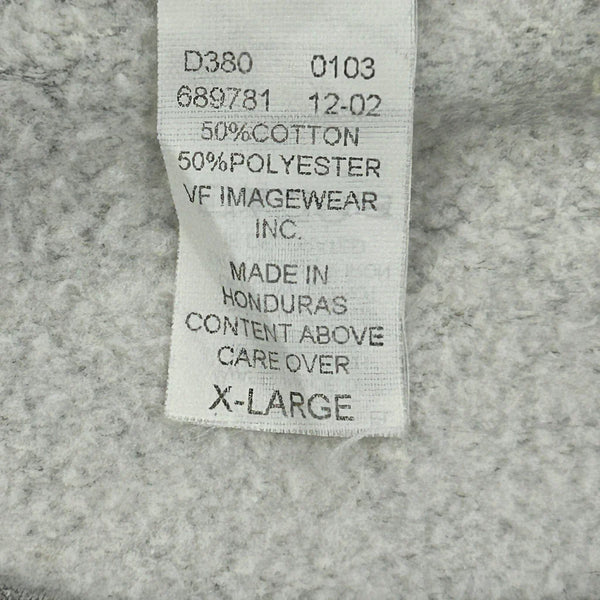 D380 0103
689781 12-02
50%COTTON
50%POLYESTER
VF IMAGEWEAR
INC.
MADE IN
HONDURAS
CONTENT ABOVE
CARE OVER
X-LARGE